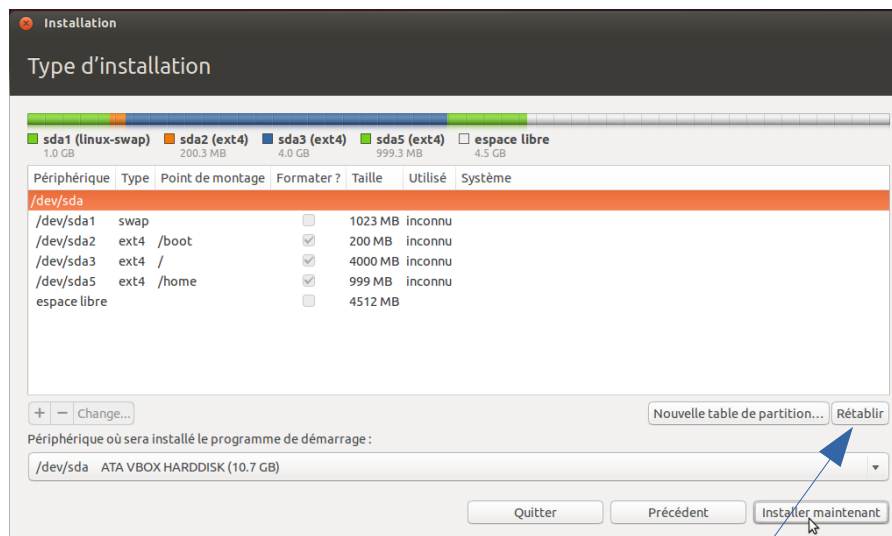 Installation
Type d'installation
sda1 (linux-swap) sda2 (ext4) sda3 (ext4) sda5 (ext4) espace libre
1.0 GB 200.3 MB 4.0 GB 999.3 MB 4.5 GB
Périphérique Type Point de montage Formater ? Taille Utilisé Système
/dev/sda
/dev/sda1 swap 1023 MB inconnu
/dev/sda2 ext4 /boot 200 MB inconnu
/dev/sda3 ext4 / 4000 MB inconnu
/dev/sda5 ext4 /home 999 MB inconnu
espace libre 4512 MB
+ − Change... Nouvelle table de partition... Rétablir
Périphérique où sera installé le programme de démarrage :
/dev/sda ATA VBOX HARDDISK (10.7 GB)
Quitter Précédent Installer maintenant